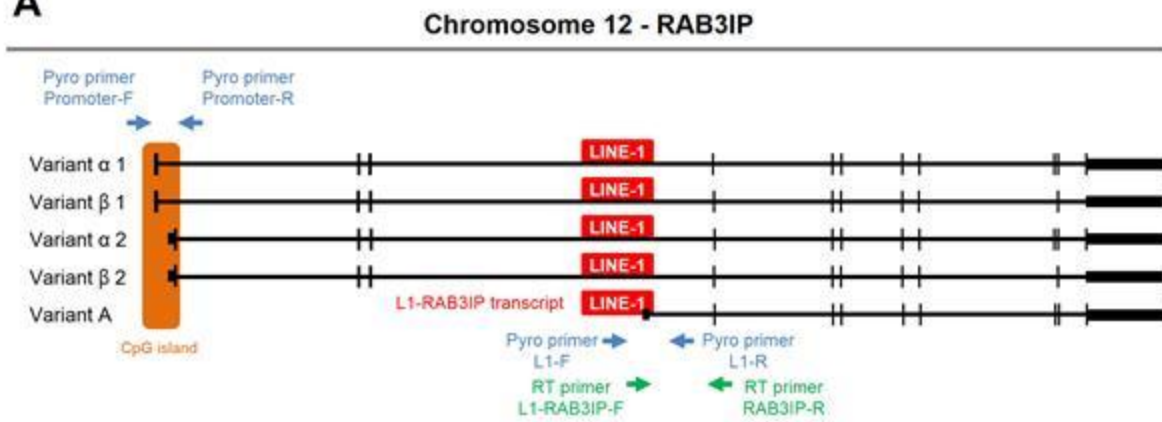 A
Chromosome 12 - RAB3IP
Pyro primer
Promoter-F
Pyro primer
Promoter-R
Variant α 1
LINE-1
Variant β 1
LINE-1
Variant α 2
LINE-1
Variant β 2
LINE-1
Variant A
L1-RAB3IP transcript
LINE-1
CpG island
Pyro primer
L1-F
Pyro primer
L1-R
RT primer
L1-RAB3IP-F
RT primer
RAB3IP-R